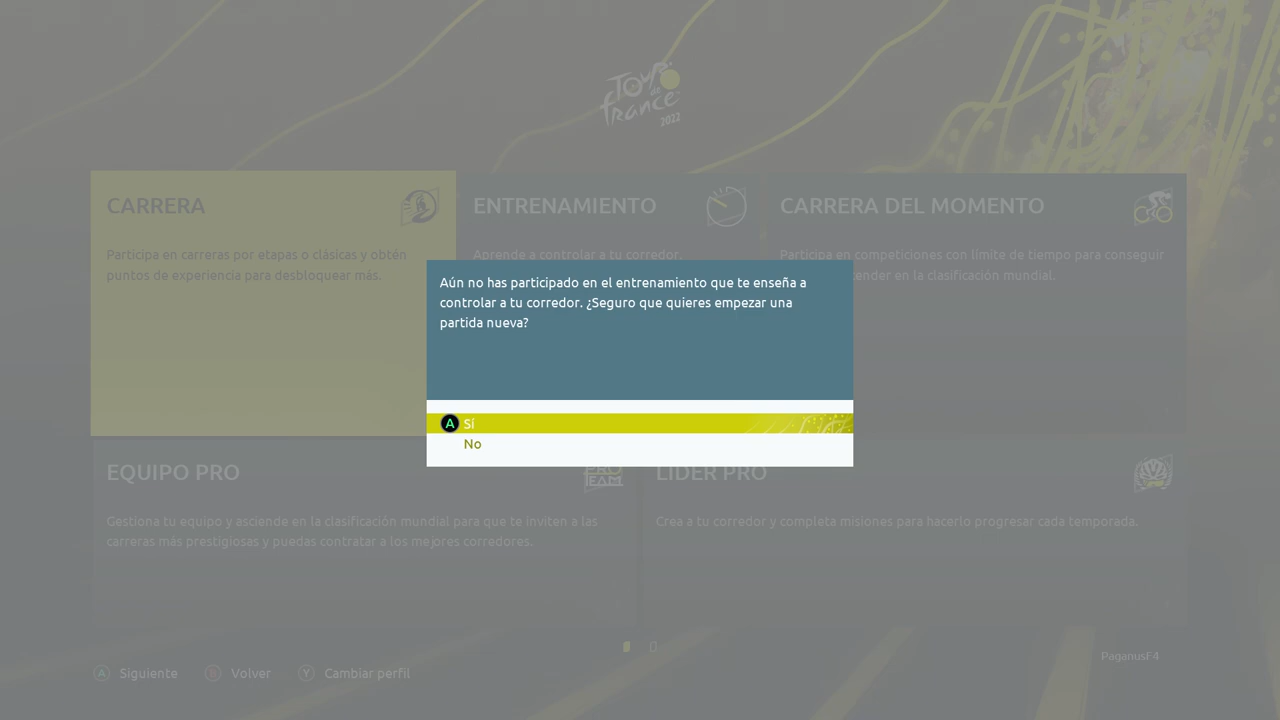 Tour de france 2022
CARRERA
Participa en carreras por etapas o clásicas y obtén
puntos de experiencia para desbloquear más.
ENTRENAMIENTO
Aprende a controlar a tu corredor.
CARRERA DEL MOMENTO
Participa en competiciones con límite de tiempo para conseguir
ender en la clasificación mundial.
Aún no has participado en el entrenamiento que te enseña a
controlar a tu corredor. ¿Seguro que quieres empezar una
partida nueva?
A Sí
No
EQUIPO PRO
PRO
TEAM
Gestiona tu equipo y asciende en la clasificación mundial para que te inviten a las
carreras más prestigiosas y puedas contratar a los mejores corredores.
LÍDER PRO
Crea a tu corredor y completa misiones para hacerlo progresar cada temporada.
A Siguiente B Volver Y Cambiar perfil
PaganusF4